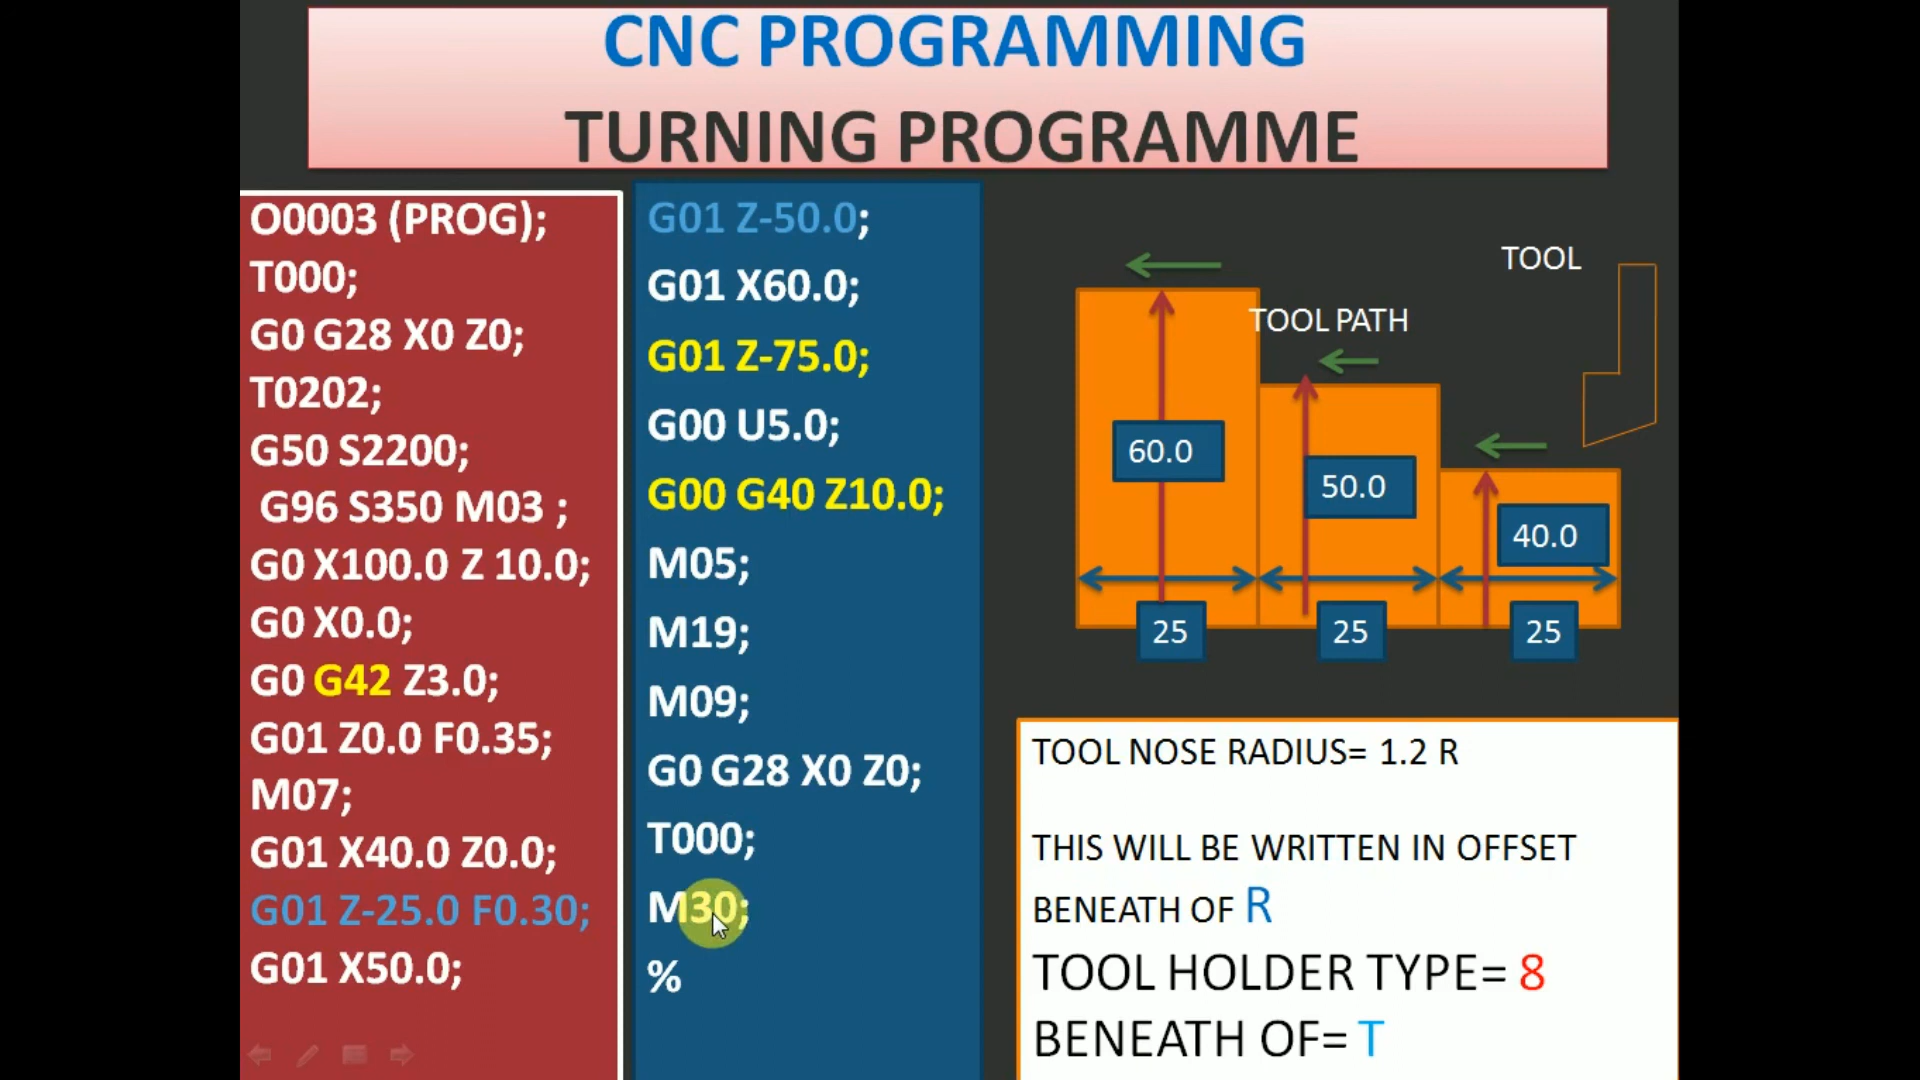 CNC PROGRAMMING
TURNING PROGRAMME
O0003 (PROG);
T000;
G0 G28 X0 Z0;
T0202;
G50 S2200;
G96 S350 M03 ;
G0 X100.0 Z 10.0;
G0 X0.0;
G0 G42 Z3.0;
G01 Z0.0 F0.35;
M07;
G01 X40.0 Z0.0;
G01 Z-25.0 F0.30;
G01 X50.0;
G01 Z-50.0;
G01 X60.0;
G01 Z-75.0;
G00 U5.0;
G00 G40 Z10.0;
M05;
M19;
M09;
G0 G28 X0 Z0;
T000;
M30;
%
TOOL
TOOL PATH
60.0
50.0
40.0
25
25
25
TOOL NOSE RADIUS= 1.2 R
THIS WILL BE WRITTEN IN OFFSET
BENEATH OF R
TOOL HOLDER TYPE= 8
BENEATH OF= T